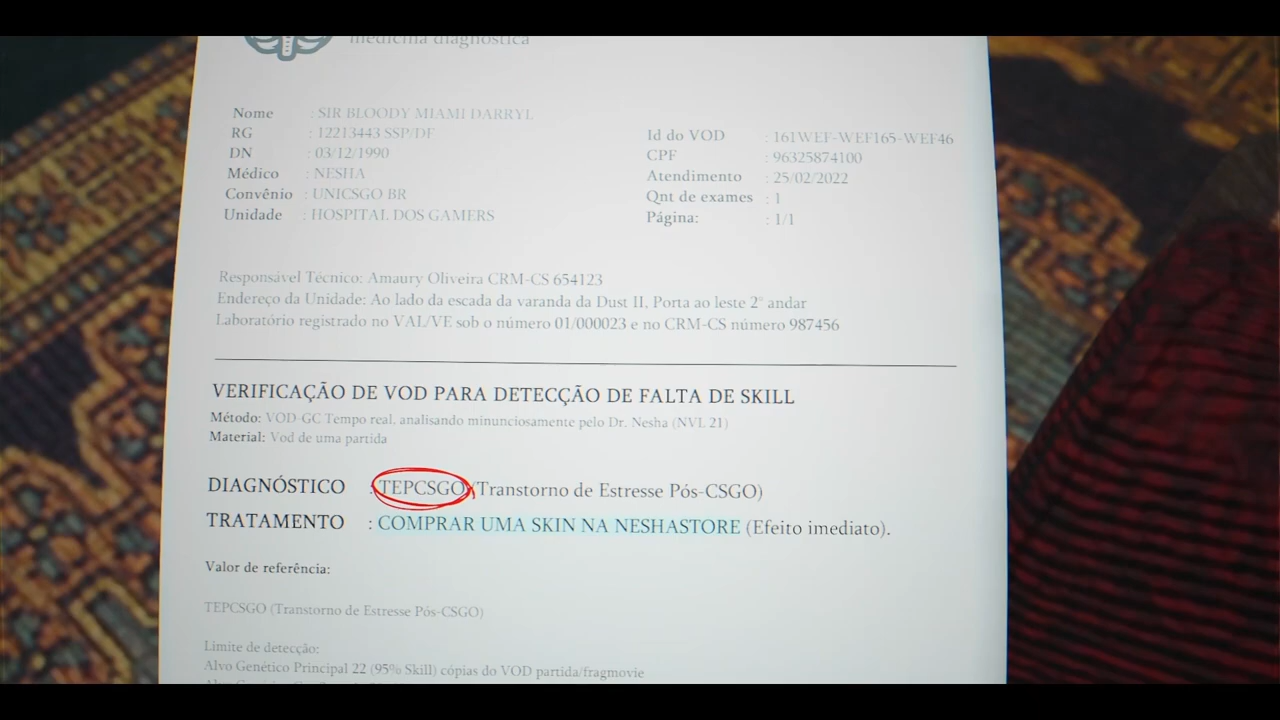 medicina diagnóstica
Nome : SIR BLOODY MIAMI DARRYL
RG : 12213443 SSP/DF
DN : 03/12/1990
Médico : NESHA
Convênio : UNICSGO BR
Unidade : HOSPITAL DOS GAMERS
Id do VOD : 161WEF-WEF165-WEF46
CPF : 96325874100
Atendimento : 25/02/2022
Qnt de exames : 1
Página: : 1/1
Responsável Técnico: Amaury Oliveira CRM-CS 654123
Endereço da Unidade: Ao lado da escada da varanda da Dust II, Porta ao leste 2º andar
Laboratório registrado no VAL/VE sob o número 01/000023 e no CRM-CS número 987456
VERIFICAÇÃO DE VOD PARA DETECÇÃO DE FALTA DE SKILL
Método: VOD-GC Tempo real, analisando minunciosamente pelo Dr. Nesha (NVL 21)
Material: Vod de uma partida
DIAGNÓSTICO : TEPCSGO (Transtorno de Estresse Pós-CSGO)
TRATAMENTO : COMPRAR UMA SKIN NA NESHASTORE (Efeito imediato).
Valor de referência:
TEPCSGO (Transtorno de Estresse Pós-CSGO)
Limite de detecção:
Alvo Genético Principal 22 (95% Skill) cópias do VOD partida/fragmovie